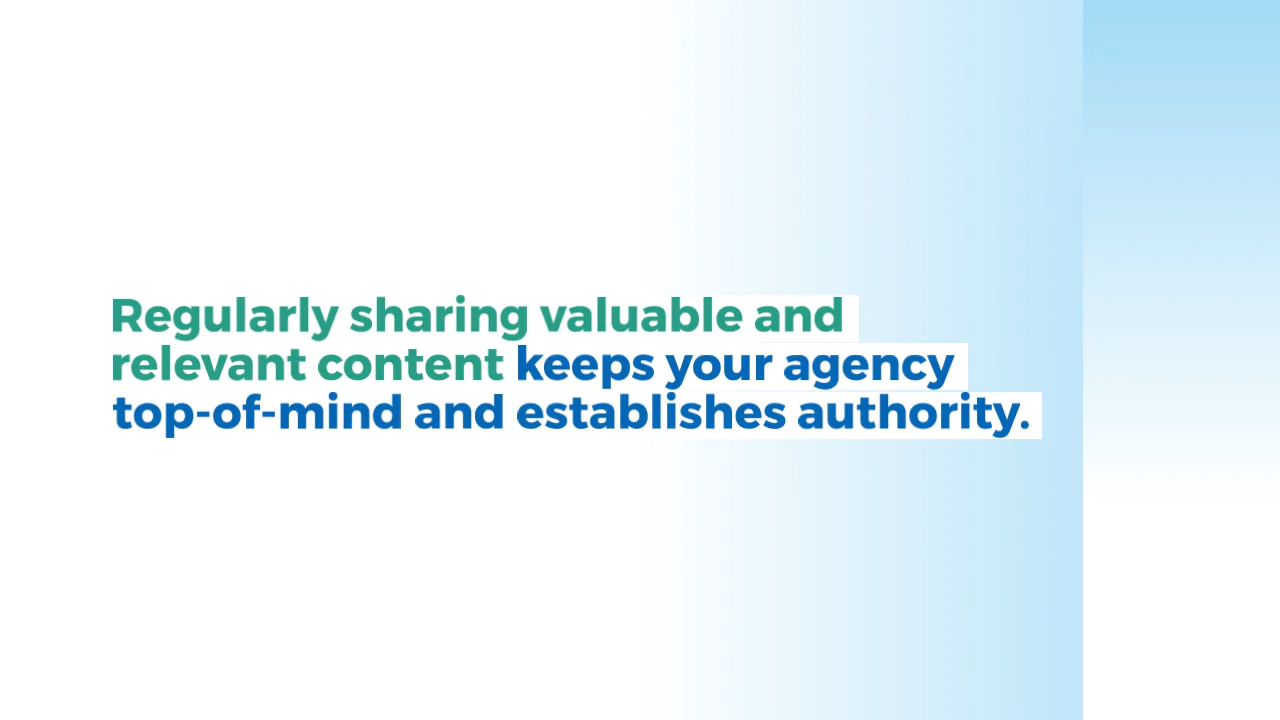 Regularly sharing valuable and
relevant content keeps your agency
top-of-mind and establishes authority.